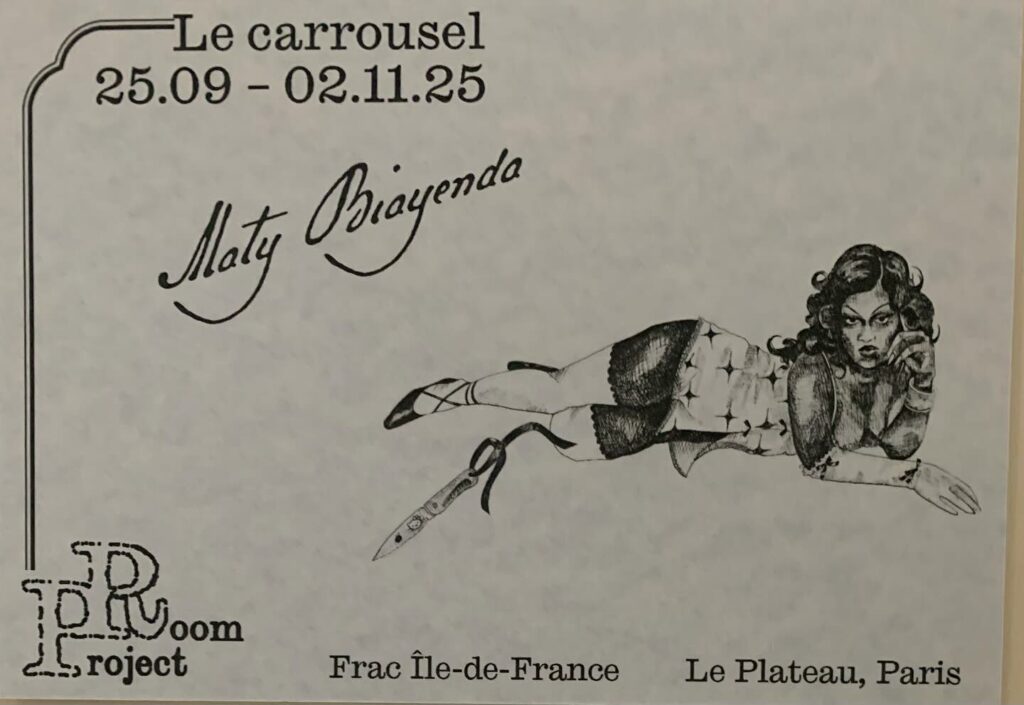 Le carrousel
25.09 – 02.11.25
Maty Biayenda
Project Room
Frac Île-de-France
Le Plateau, Paris